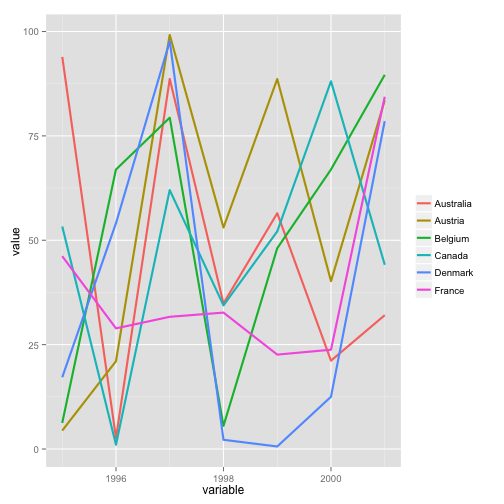 100
75
50
25
0
value
1996
1998
2000
variable
Australia
Austria
Belgium
Canada
Denmark
France